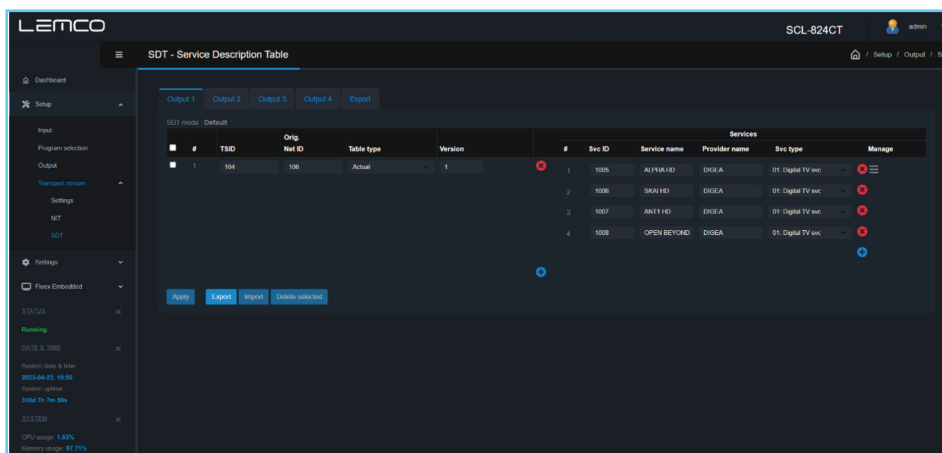 LEMCO
SCL-824CT
admin
SDT - Service Description Table
/ Setup / Output / S
Dashboard
Setup
Input
Program selection
Output
Transport stream
Settings
NIT
SDT
Settings
Fleex Embedded
STATUS
Running
DATE & TIME
System date & time
2023-04-22, 19:56
System uptime
318d 7h 7m 59s
SYSTEM
CPU usage: 1.83%
Memory usage: 57.71%
Output 1 Output 2 Output 3 Output 4 Export
SDT mode : Default
Services
# TSID Orig. Net ID Table type Version # Svc ID Service name Provider name Svc type Manage
1 104 106 Actual 1
1 1005 ALPHA HD DIGEA 01: Digital TV svc
2 1006 SKAI HD DIGEA 01: Digital TV svc
3 1007 ANT1 HD DIGEA 01: Digital TV svc
4 1008 OPEN BEYOND DIGEA 01: Digital TV svc
Apply Export Import Delete selected